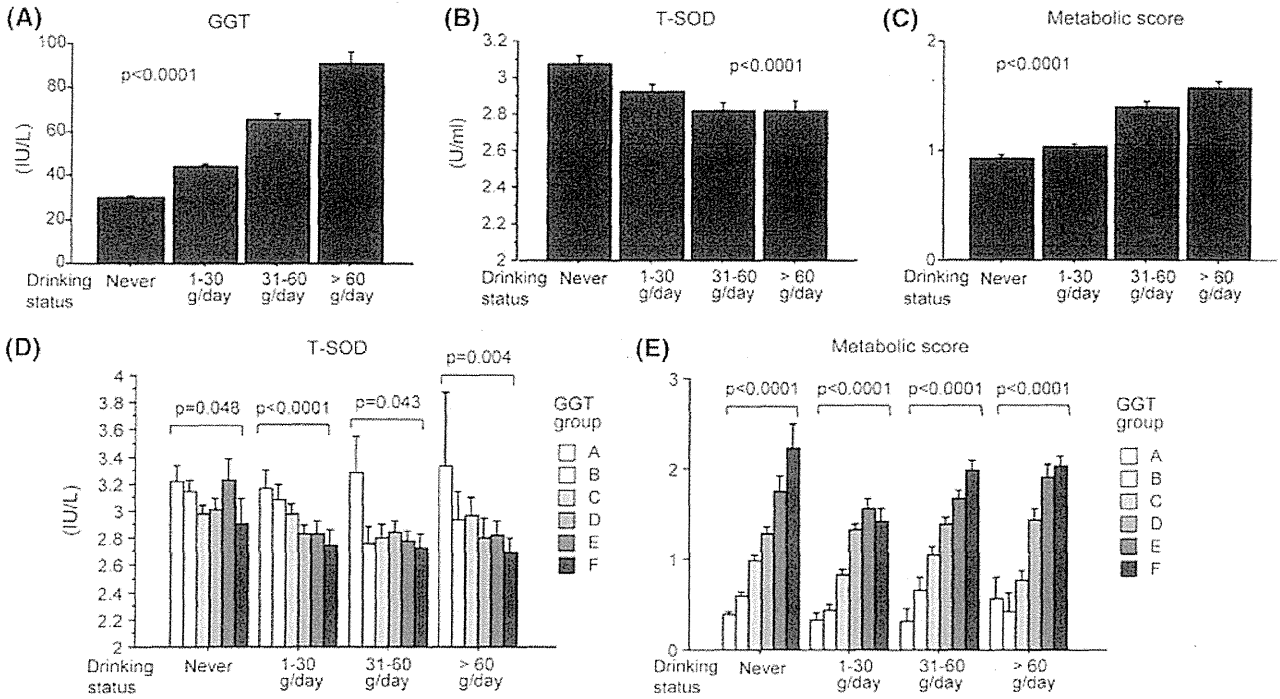 (A)
GGT
100
80
60
40
20
0
(IU/L)
p<0.0001
Drinking status
Never
1-30 g/day
31-60 g/day
> 60 g/day
(B)
T-SOD
3.2
3
2.8
2.6
2.4
2.2
2
(U/ml)
p<0.0001
Drinking status
Never
1-30 g/day
31-60 g/day
> 60 g/day
(C)
Metabolic score
2
1
0
p<0.0001
Drinking status
Never
1-30 g/day
31-60 g/day
> 60 g/day
(D)
T-SOD
4
3.8
3.6
3.4
3.2
3
2.8
2.6
2.4
2.2
2
(IU/L)
p=0.048
p<0.0001
p=0.043
p=0.004
GGT group
A
B
C
D
E
F
Drinking status
Never
1-30 g/day
31-60 g/day
> 60 g/day
(E)
Metabolic score
3
2
1
0
p<0.0001
p<0.0001
p<0.0001
p<0.0001
GGT group
A
B
C
D
E
F
Drinking status
Never
1-30 g/day
31-60 g/day
> 60 g/day